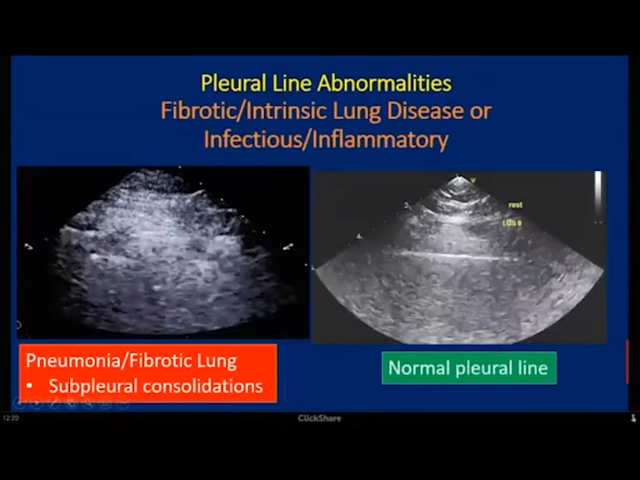 Pleural Line Abnormalities
Fibrotic/Intrinsic Lung Disease or
Infectious/Inflammatory
V
rest
Pneumonia/Fibrotic Lung
• Subpleural consolidations
Normal pleural line
12:20
ClickShare